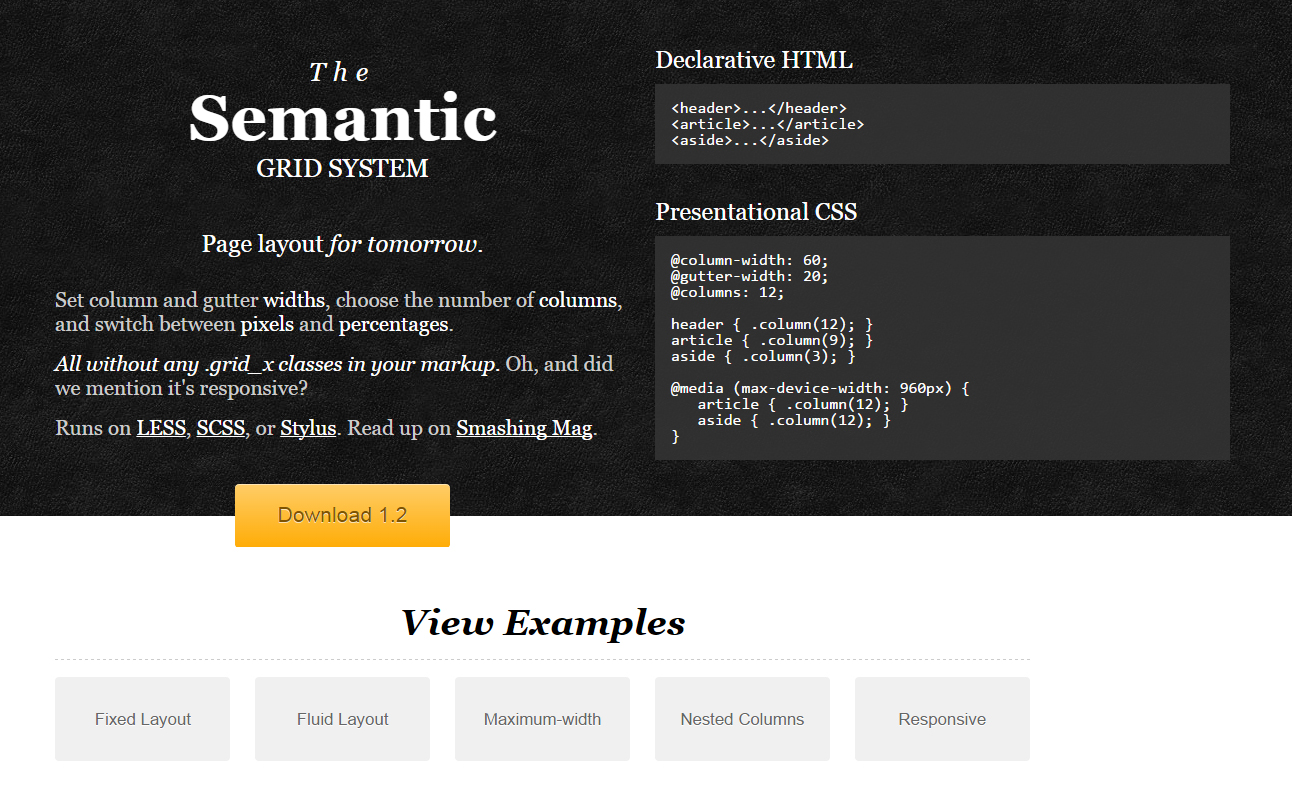 The
Semantic
GRID SYSTEM
Page layout for tomorrow.
Set column and gutter widths, choose the number of columns,
and switch between pixels and percentages.
All without any .grid_x classes in your markup. Oh, and did
we mention it's responsive?
Runs on LESS, SCSS, or Stylus. Read up on Smashing Mag.
Download 1.2
Declarative HTML
<header>...</header>
<article>...</article>
<aside>...</aside>
Presentational CSS
@column-width: 60;
@gutter-width: 20;
@columns: 12;
header { .column(12); }
article { .column(9); }
aside { .column(3); }
@media (max-device-width: 960px) {
   article { .column(12); }
   aside { .column(12); }
}
View Examples
Fixed Layout
Fluid Layout
Maximum-width
Nested Columns
Responsive